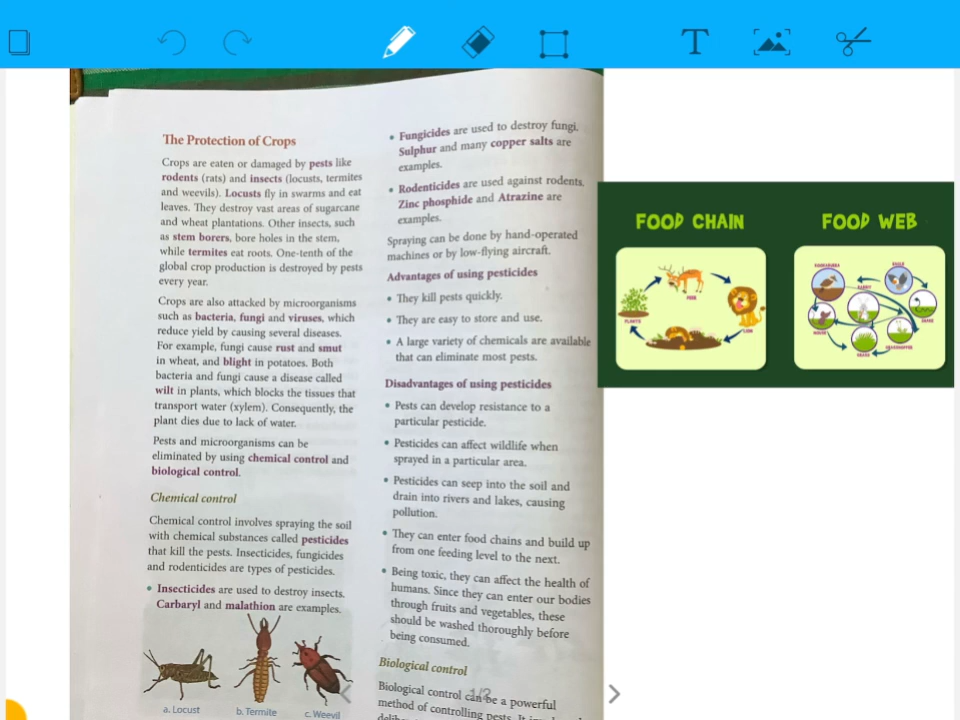 T
The Protection of Crops
Crops are eaten or damaged by pests like
rodents (rats) and insects (locusts, termites
and weevils). Locusts fly in swarms and eat
leaves. They destroy vast areas of sugarcane
and wheat plantations. Other insects, such
as stem borers, bore holes in the stem,
while termites eat roots. One-tenth of the
global crop production is destroyed by pests
every year.
Crops are also attacked by microorganisms
such as bacteria, fungi and viruses, which
reduce yield by causing several diseases.
For example, fungi cause rust and smut
in wheat, and blight in potatoes. Both
bacteria and fungi cause a disease called
wilt in plants, which blocks the tissues that
transport water (xylem). Consequently, the
plant dies due to lack of water.
Pests and microorganisms can be
eliminated by using chemical control and
biological control.
Chemical control
Chemical control involves spraying the soil
with chemical substances called pesticides
that kill the pests. Insecticides, fungicides
and rodenticides are types of pesticides.
• Insecticides are used to destroy insects.
Carbaryl and malathion are examples.
a. Locust
b. Termite
c. Weevil
• Fungicides are used to destroy fungi.
Sulphur and many copper salts are
examples.
• Rodenticides are used against rodents.
Zinc phosphide and Atrazine are
examples.
Spraying can be done by hand-operated
machines or by low-flying aircraft.
Advantages of using pesticides
• They kill pests quickly.
• They are easy to store and use.
• A large variety of chemicals are available
that can eliminate most pests.
Disadvantages of using pesticides
• Pests can develop resistance to a
particular pesticide.
• Pesticides can affect wildlife when
sprayed in a particular area.
• Pesticides can seep into the soil and
drain into rivers and lakes, causing
pollution.
• They can enter food chains and build up
from one feeding level to the next.
• Being toxic, they can affect the health of
humans. Since they can enter our bodies
through fruits and vegetables, these
should be washed thoroughly before
being consumed.
Biological control
Biological control can be a powerful
method of controlling pests. It
1/2
FOOD CHAIN
PLANTS
DEER
LION
FOOD WEB
KOOKABURRA
EAGLE
RABBIT
SNAKE
MOUSE
GRASSHOPPER
GRASS